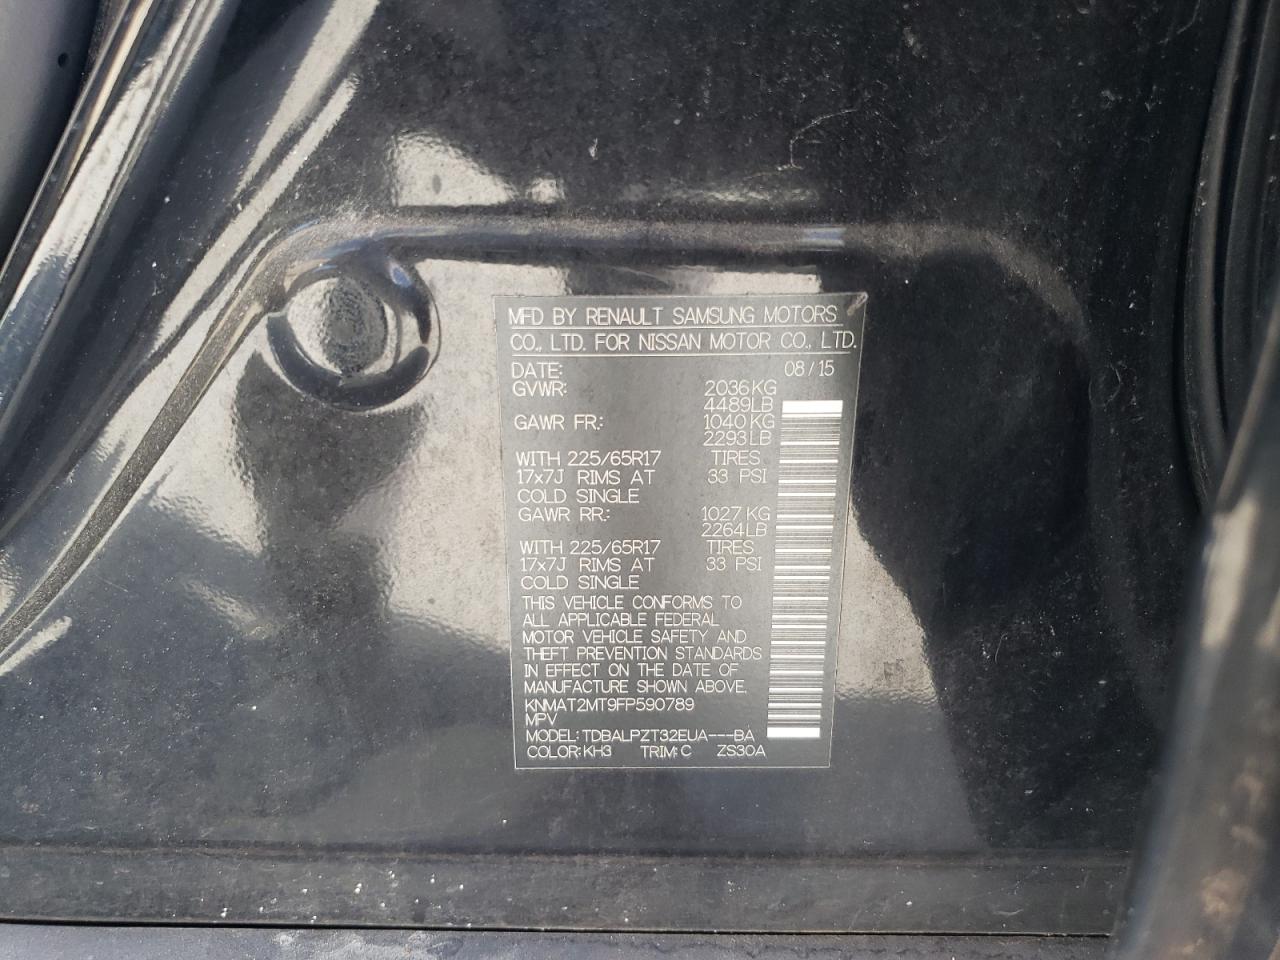 MFD BY RENAULT SAMSUNG MOTORS
CO., LTD. FOR NISSAN MOTOR CO., LTD.
DATE: 08/15
GVWR: 2036KG
4489LB
GAWR FR.: 1040KG
2293LB
WITH 225/65R17 TIRES
17x7J RIMS AT 33 PSI
COLD SINGLE
GAWR RR.: 1027KG
2264LB
WITH 225/65R17 TIRES
17x7J RIMS AT 33 PSI
COLD SINGLE
THIS VEHICLE CONFORMS TO
ALL APPLICABLE FEDERAL
MOTOR VEHICLE SAFETY AND
THEFT PREVENTION STANDARDS
IN EFFECT ON THE DATE OF
MANUFACTURE SHOWN ABOVE.
KNMAT2MT9FP590789
MPV
MODEL:TDBALPZT32EUA---BA
COLOR:KH3 TRIM:C ZS30A